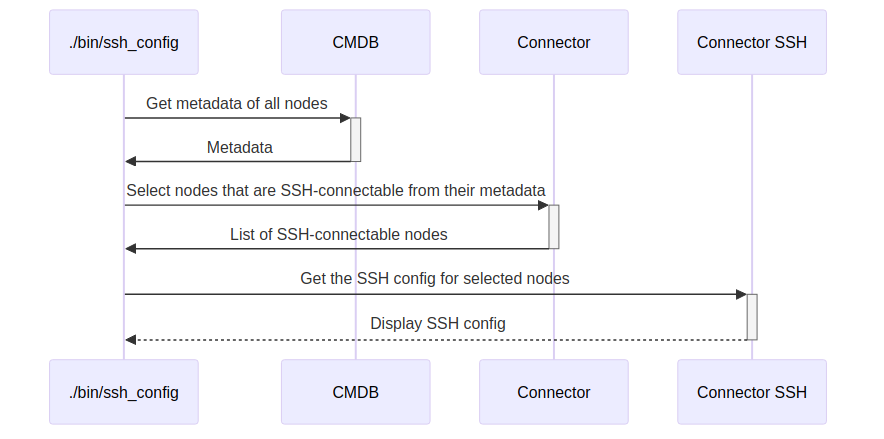 ./bin/ssh_config
CMDB
Connector
Connector SSH
Get metadata of all nodes
Metadata
Select nodes that are SSH-connectable from their metadata
List of SSH-connectable nodes
Get the SSH config for selected nodes
Display SSH config
./bin/ssh_config
CMDB
Connector
Connector SSH